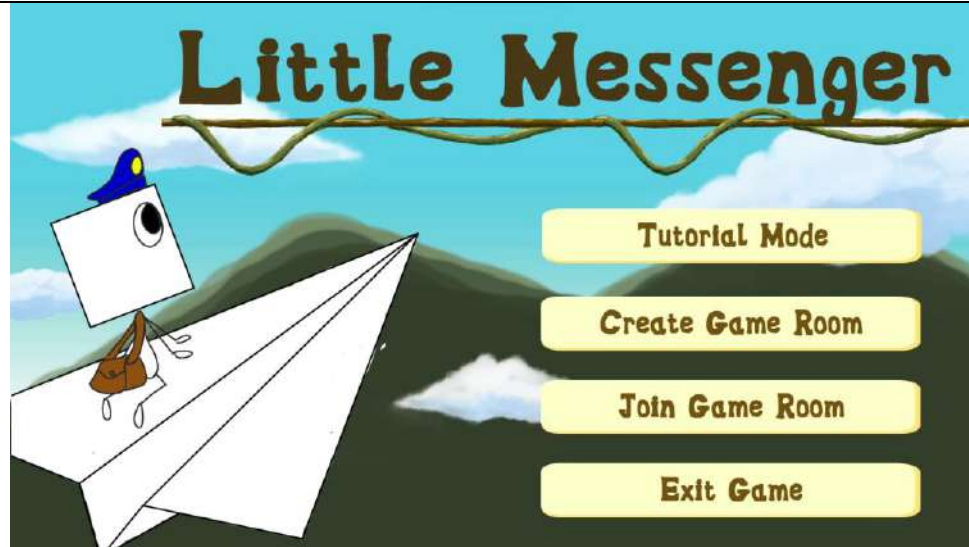 Little Messenger
Tutorial Mode
Create Game Room
Join Game Room
Exit Game